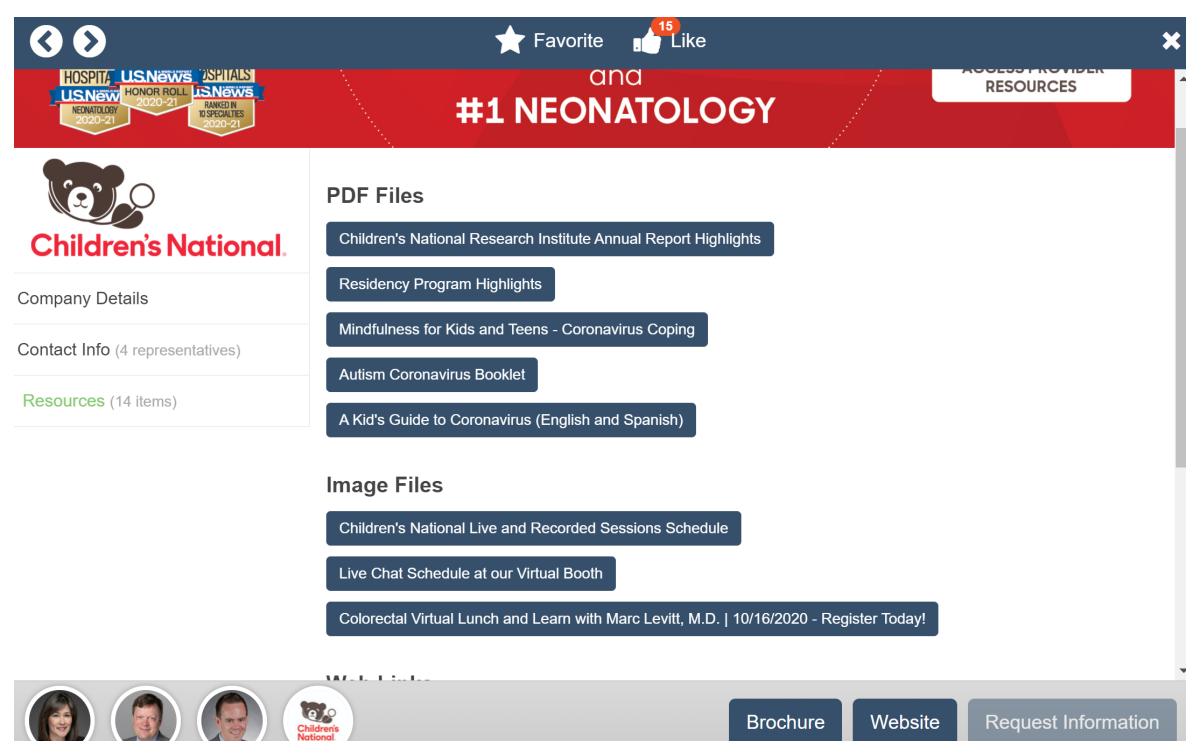 Favorite
15
Like
HOSPITALS
U.S. News
HONOR ROLL
2020-21
U.S. News
NEONATOLOGY
2020-21
U.S. News
RANKED IN
10 SPECIALTIES
2020-21
and
#1 NEONATOLOGY
ACCESS PROVIDER
RESOURCES
Children's National.
Company Details
Contact Info (4 representatives)
Resources (14 items)
PDF Files
Children's National Research Institute Annual Report Highlights
Residency Program Highlights
Mindfulness for Kids and Teens - Coronavirus Coping
Autism Coronavirus Booklet
A Kid's Guide to Coronavirus (English and Spanish)
Image Files
Children's National Live and Recorded Sessions Schedule
Live Chat Schedule at our Virtual Booth
Colorectal Virtual Lunch and Learn with Marc Levitt, M.D. | 10/16/2020 - Register Today!
Web Links
Children's
National
Brochure
Website
Request Information